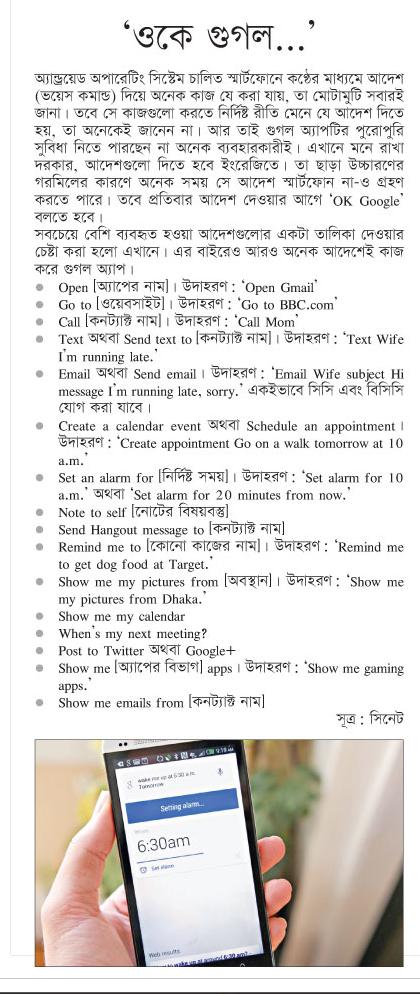 ‘ওকে গুগল...’
অ্যান্ড্রয়েড অপারেটিং সিস্টেম চালিত স্মার্টফোনে কণ্ঠের মাধ্যমে আদেশ
(ভয়েস কমান্ড) দিয়ে অনেক কাজ যে করা যায়, তা মোটামুটি সবারই
জানা। তবে সে কাজগুলো করতে নির্দিষ্ট রীতি মেনে যে আদেশ দিতে
হয়, তা অনেকেই জানেন না। আর তাই গুগল অ্যাপটির পুরোপুরি
সুবিধা নিতে পারছেন না অনেক ব্যবহারকারীই। এখানে মনে রাখা
দরকার, আদেশগুলো দিতে হবে ইংরেজিতে। তা ছাড়া উচ্চারণের
গরমিলের কারণে অনেক সময় সে আদেশ স্মার্টফোন না-ও গ্রহণ
করতে পারে। তবে প্রতিবার আদেশ দেওয়ার আগে ‘OK Google’
বলতে হবে।
সবচেয়ে বেশি ব্যবহৃত হওয়া আদেশগুলোর একটা তালিকা দেওয়ার
চেষ্টা করা হলো এখানে। এর বাইরেও আরও অনেক আদেশেই কাজ
করে গুগল অ্যাপ।
● Open [অ্যাপের নাম]। উদাহরণ : ‘Open Gmail’
● Go to [ওয়েবসাইট]। উদাহরণ : ‘Go to BBC.com’
● Call [কনট্যাক্ট নাম]। উদাহরণ : ‘Call Mom’
● Text অথবা Send text to [কনট্যাক্ট নাম]। উদাহরণ : ‘Text Wife
I’m running late.’
● Email অথবা Send email। উদাহরণ : ‘Email Wife subject Hi
message I’m running late, sorry.’ একইভাবে সিসি এবং বিসিসি
যোগ করা যাবে।
● Create a calendar event অথবা Schedule an appointment।
উদাহরণ : ‘Create appointment Go on a walk tomorrow at 10
a.m.’
● Set an alarm for [নির্দিষ্ট সময়]। উদাহরণ : ‘Set alarm for 10
a.m.’ অথবা ‘Set alarm for 20 minutes from now.’
● Note to self [নোটের বিষয়বস্তু]
● Send Hangout message to [কনট্যাক্ট নাম]
● Remind me to [কোনো কাজের নাম]। উদাহরণ : ‘Remind me
to get dog food at Target.’
● Show me my pictures from [অবস্থান]। উদাহরণ : ‘Show me
my pictures from Dhaka.’
● Show me my calendar
● When’s my next meeting?
● Post to Twitter অথবা Google+
● Show me [অ্যাপের বিভাগ] apps। উদাহরণ : ‘Show me gaming
apps.’
● Show me emails from [কনট্যাক্ট নাম]
সূত্র : সিনেট
9:19 AM
wake me up at 6:30 a.m.
Tomorrow
Setting alarm...
6:30am
Set alarm
Web results
to wake up at around 6:30 am?